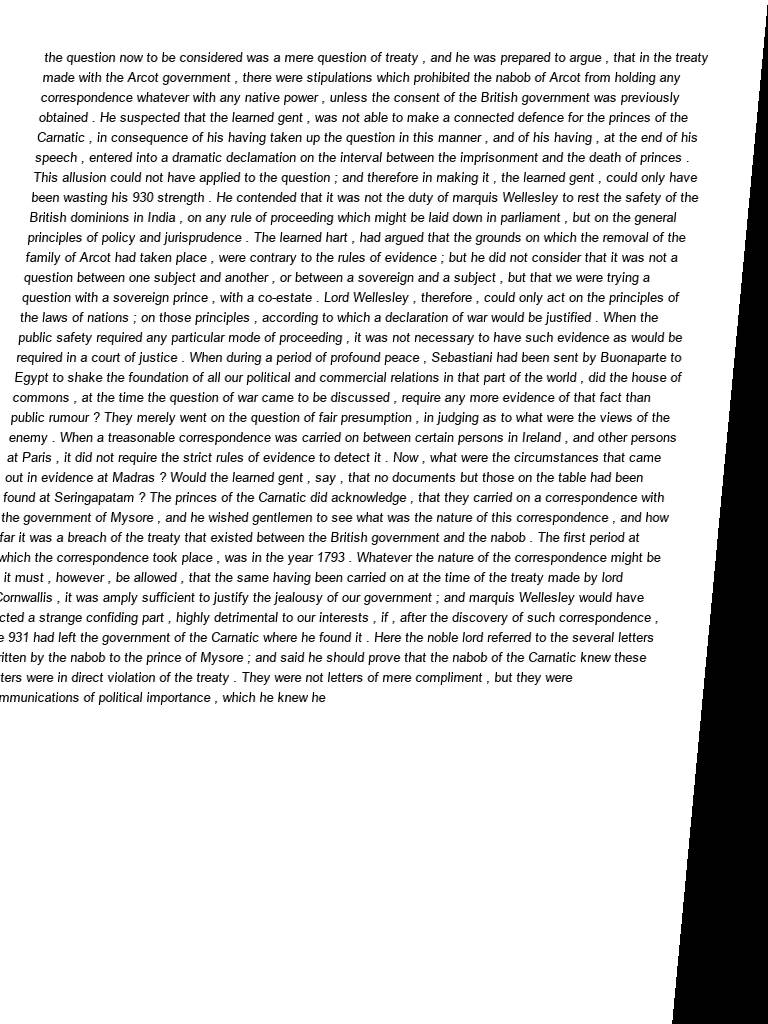 the question now to be considered was a mere question of treaty , and he was prepared to argue , that in the treaty
made with the Arcot government , there were stipulations which prohibited the nabob of Arcot from holding any
correspondence whatever with any native power , unless the consent of the British government was previously
obtained . He suspected that the learned gent , was not able to make a connected defence for the princes of the
Carnatic , in consequence of his having taken up the question in this manner , and of his having , at the end of his
speech , entered into a dramatic declamation on the interval between the imprisonment and the death of princes .
This allusion could not have applied to the question ; and therefore in making it , the learned gent , could only have
been wasting his 930 strength . He contended that it was not the duty of marquis Wellesley to rest the safety of the
British dominions in India , on any rule of proceeding which might be laid down in parliament , but on the general
principles of policy and jurisprudence . The learned hart , had argued that the grounds on which the removal of the
family of Arcot had taken place , were contrary to the rules of evidence ; but he did not consider that it was not a
question between one subject and another , or between a sovereign and a subject , but that we were trying a
question with a sovereign prince , with a co-estate . Lord Wellesley , therefore , could only act on the principles of
the laws of nations ; on those principles , according to which a declaration of war would be justified . When the
public safety required any particular mode of proceeding , it was not necessary to have such evidence as would be
required in a court of justice . When during a period of profound peace , Sebastiani had been sent by Buonaparte to
Egypt to shake the foundation of all our political and commercial relations in that part of the world , did the house of
commons , at the time the question of war came to be discussed , require any more evidence of that fact than
public rumour ? They merely went on the question of fair presumption , in judging as to what were the views of the
enemy . When a treasonable correspondence was carried on between certain persons in Ireland , and other persons
at Paris , it did not require the strict rules of evidence to detect it . Now , what were the circumstances that came
out in evidence at Madras ? Would the learned gent , say , that no documents but those on the table had been
found at Seringapatam ? The princes of the Carnatic did acknowledge , that they carried on a correspondence with
the government of Mysore , and he wished gentlemen to see what was the nature of this correspondence , and how
far it was a breach of the treaty that existed between the British government and the nabob . The first period at
which the correspondence took place , was in the year 1793 . Whatever the nature of the correspondence might be
it must , however , be allowed , that the same having been carried on at the time of the treaty made by lord
Cornwallis , it was amply sufficient to justify the jealousy of our government ; and marquis Wellesley would have
cted a strange confiding part , highly detrimental to our interests , if , after the discovery of such correspondence ,
e 931 had left the government of the Carnatic where he found it . Here the noble lord referred to the several letters
ritten by the nabob to the prince of Mysore ; and said he should prove that the nabob of the Carnatic knew these
ters were in direct violation of the treaty . They were not letters of mere compliment , but they were
mmunications of political importance , which he knew he